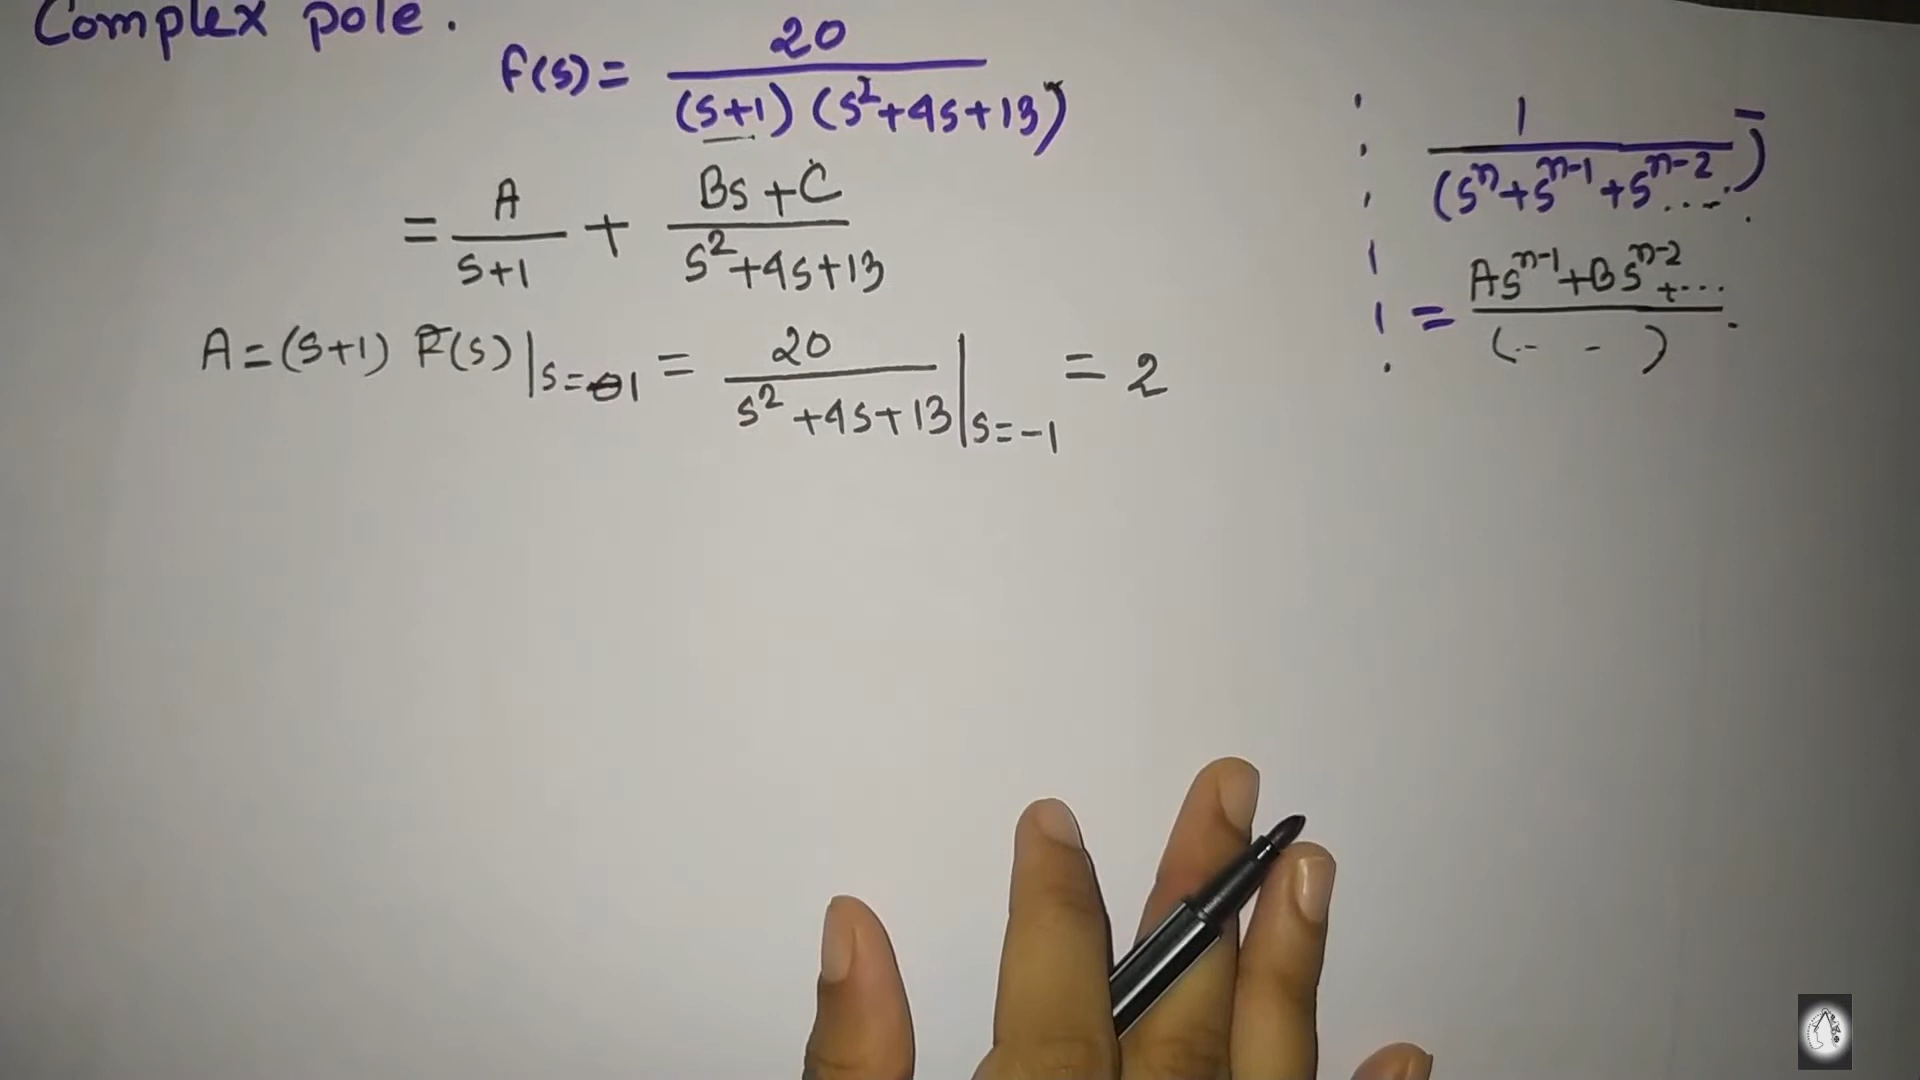 Complex pole.
F(s) = 20 / (s+1) (s²+4s+13)
= A / s+1 + Bs+C / s²+4s+13
A = (s+1) F(s) |s=-1 = 20 / s²+4s+13 |s=-1 = 2
1 / (sⁿ+sⁿ⁻¹+sⁿ⁻²....)
= Asⁿ⁻¹+Bsⁿ⁻²+... / (-- -)